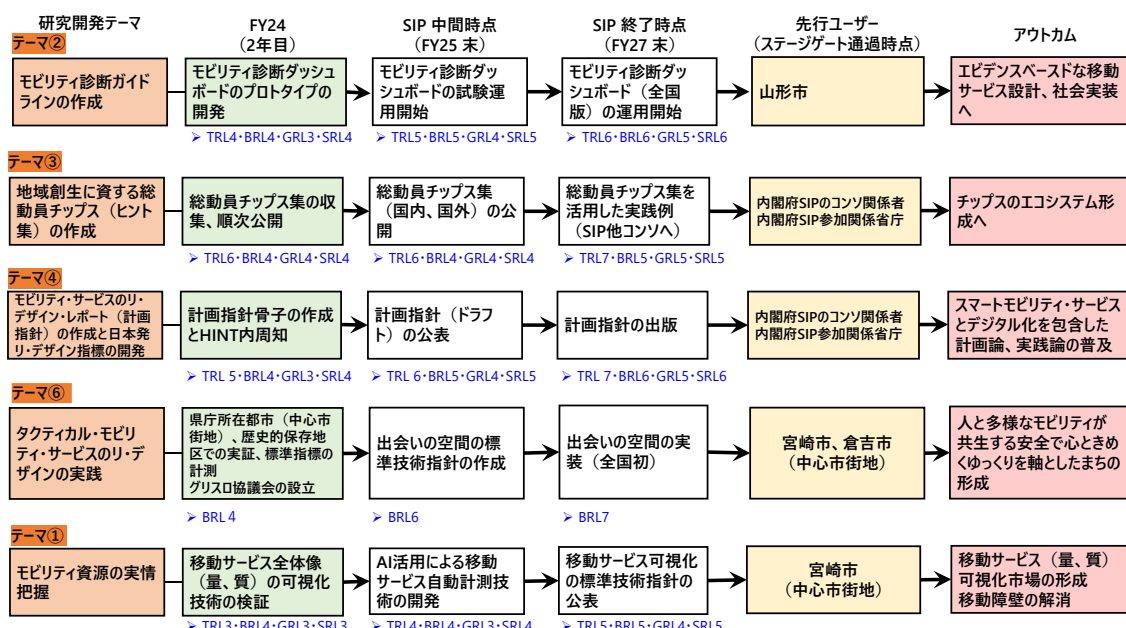 研究開発テーマ
FY24
（2年目）
SIP 中間時点
（FY25 末）
SIP 終了時点
（FY27 末）
先行ユーザー
（ステージゲート通過時点）
アウトカム
テーマ②
モビリティ診断ガイド
ラインの作成
モビリティ診断ダッシュ
ボードのプロトタイプの
開発
モビリティ診断ダッ
シュボードの試験運
用開始
モビリティ診断ダッ
シュボード（全国
版）の運用開始
山形市
エビデンスベースドな移動
サービス設計、社会実装
へ
➢ TRL4・BRL4・GRL3・SRL4
➢ TRL5・BRL5・GRL4・SRL5
➢ TRL6・BRL6・GRL5・SRL6
テーマ③
地域創生に資する総
動員チップス（ヒント
集）の作成
総動員チップス集の収
集、順次公開
総動員チップス集
（国内、国外）の公
開
総動員チップス集を
活用した実践例
（SIP他コンソへ）
内閣府SIPのコンソ関係者
内閣府SIP参加関係省庁
チップスのエコシステム形
成へ
➢ TRL6・BRL4・GRL4・SRL4
➢ TRL6・BRL4・GRL4・SRL4
➢ TRL7・BRL5・GRL5・SRL5
テーマ④
モビリティ・サービスのリ・
デザイン・レポート（計画
指針）の作成と日本発
リ・デザイン指標の開発
計画指針骨子の作成
とHINT内周知
計画指針（ドラフ
ト）の公表
計画指針の出版
内閣府SIPのコンソ関係者
内閣府SIP参加関係省庁
スマートモビリティ・サービス
とデジタル化を包含した
計画論、実践論の普及
➢ TRL 5・BRL4・GRL3・SRL4
➢ TRL 6・BRL5・GRL4・SRL5
➢ TRL 7・BRL6・GRL5・SRL6
テーマ⑥
タクティカル・モビリ
ティ・サービスのリ・デ
ザインの実践
県庁所在都市（中心市
街地）、歴史的保存地
区での実証、標準指標の
計測
グリスロ協議会の設立
出会いの空間の標
準技術指針の作成
出会いの空間の実
装（全国初）
宮崎市、倉吉市
（中心市街地）
人と多様なモビリティが
共生する安全で心ときめ
くゆっくりを軸としたまちの
形成
➢ BRL 4
➢ BRL6
➢ BRL7
テーマ①
モビリティ資源の実情
把握
移動サービス全体像
（量、質）の可視化
技術の検証
AI活用による移動
サービス自動計測技
術の開発
移動サービス可視化
の標準技術指針の
公表
宮崎市
（中心市街地）
移動サービス（量、質）
可視化市場の形成
移動障壁の解消
➢ TRL3・BRL4・GRL3・SRL3
➢ TRL4・BRL4・GRL3・SRL4
➢ TRL5・BRL5・GRL4・SRL5